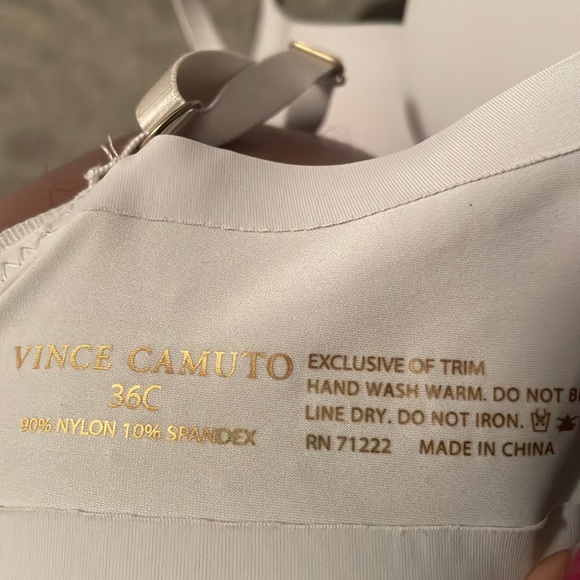 VINCE CAMUTO
36C
90% NYLON 10% SPANDEX
EXCLUSIVE OF TRIM
HAND WASH WARM. DO NOT
LINE DRY. DO NOT IRON.
RN 71222 MADE IN CHINA